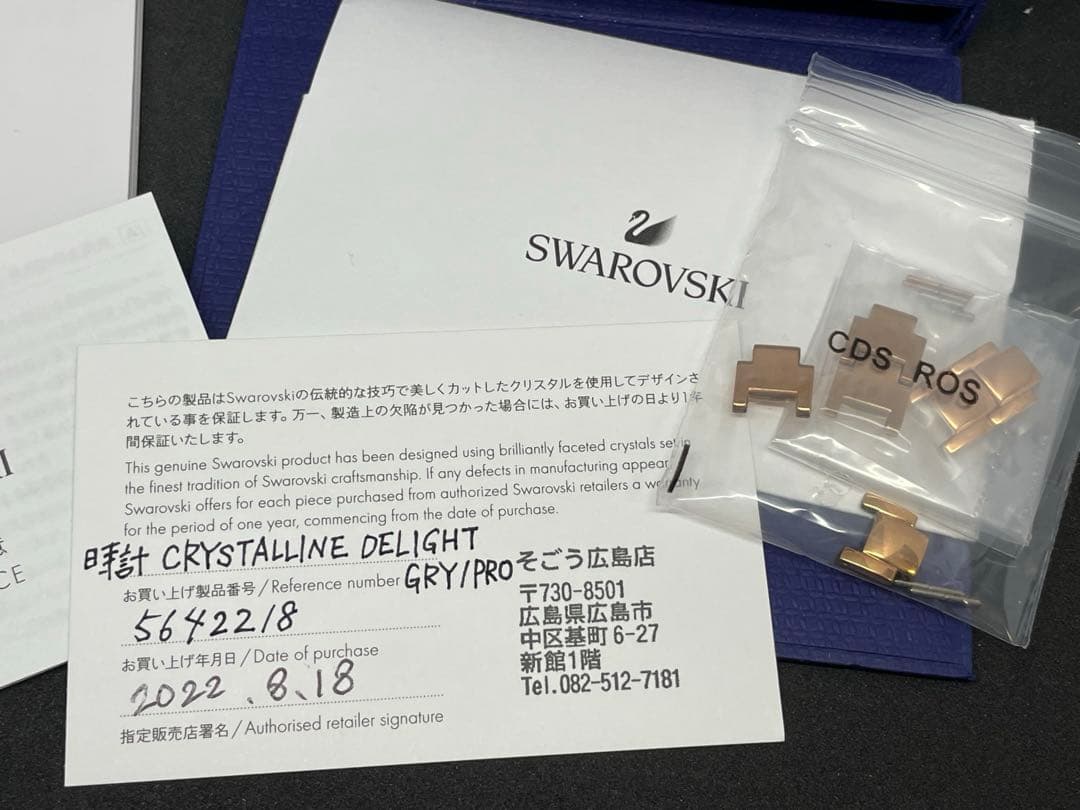 SWAROVSKI
CDS ROS
こちらの製品はSwarovskiの伝統的な技巧で美しくカットしたクリスタルを使用してデザインさ
れている事を保証します。万一、製造上の欠陥が見つかった場合には、お買い上げの日より1年
間保証いたします。
This genuine Swarovski product has been designed using brilliantly faceted crystals set in
the finest tradition of Swarovski craftsmanship. If any defects in manufacturing appear
Swarovski offers for each piece purchased from authorized Swarovski retailers a warranty
for the period of one year, commencing from the date of purchase.
時計 CRYSTALLINE DELIGHT
お買い上げ製品番号 / Reference number GRY/PRO
5642218
お買い上げ年月日 / Date of purchase
2022.8.18
指定販売店署名 / Authorised retailer signature
そごう広島店
〒730-8501
広島県広島市
中区基町6-27
新館1階
Tel.082-512-7181
CE